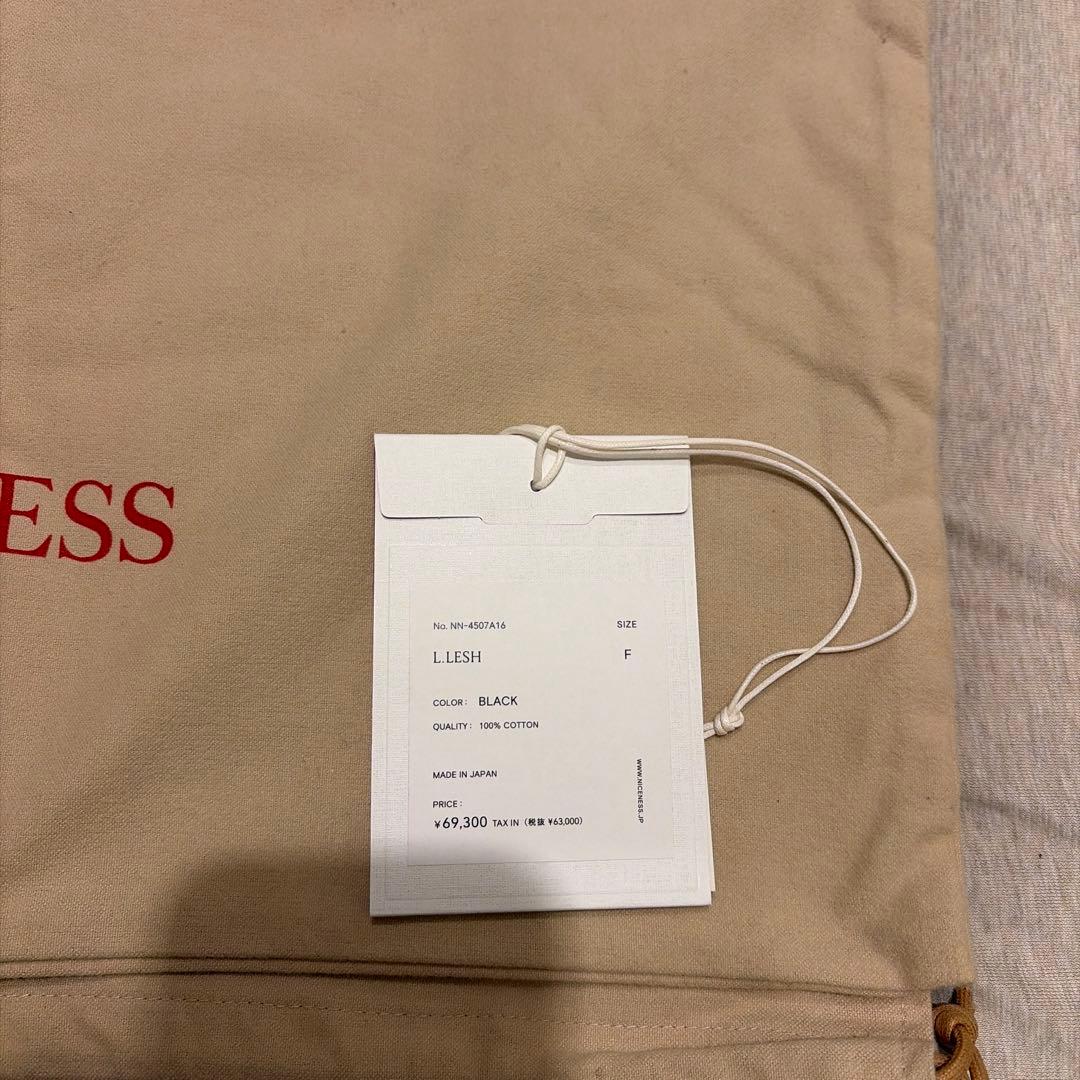 ESS
No. NN-4507A16
SIZE
L.LESH
F
COLOR: BLACK
QUALITY: 100% COTTON
MADE IN JAPAN
PRICE:
¥69,300 TAX IN (税抜 ¥63,000)
WWW.NICENESS.JP